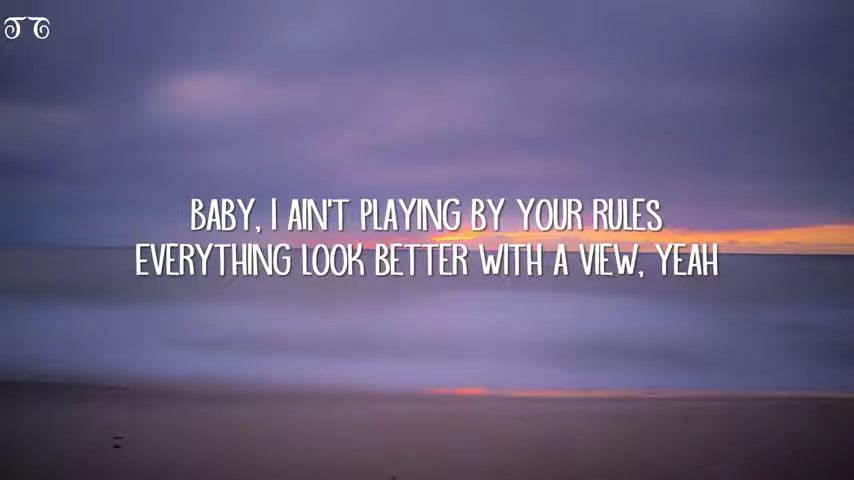 BABY, I AIN'T PLAYING BY YOUR RULES
EVERYTHING LOOK BETTER WITH A VIEW, YEAH